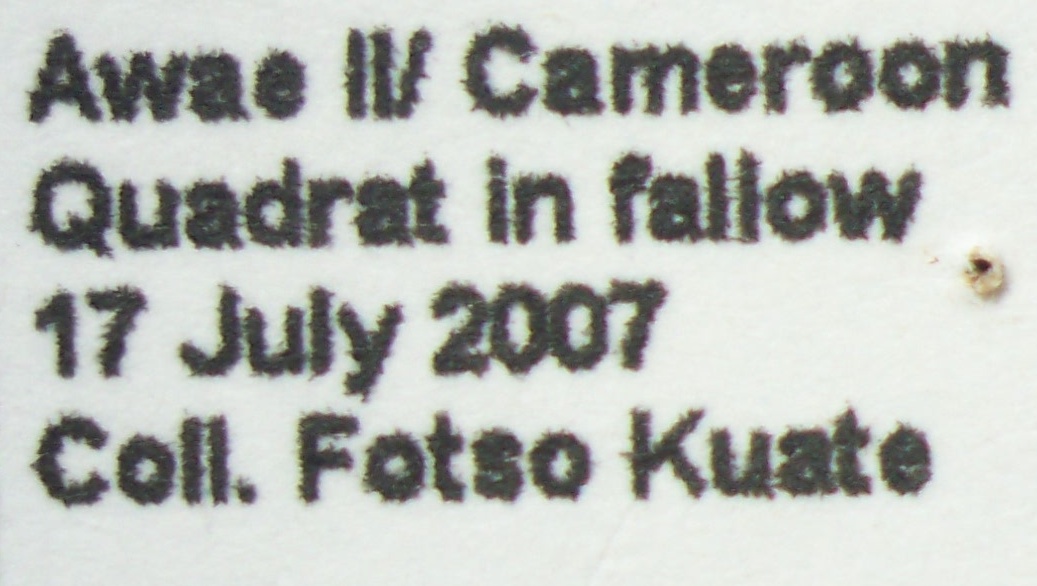 Awae II/ Cameroon
Quadrat in fallow
17 July 2007
Coll. Fotso Kuate